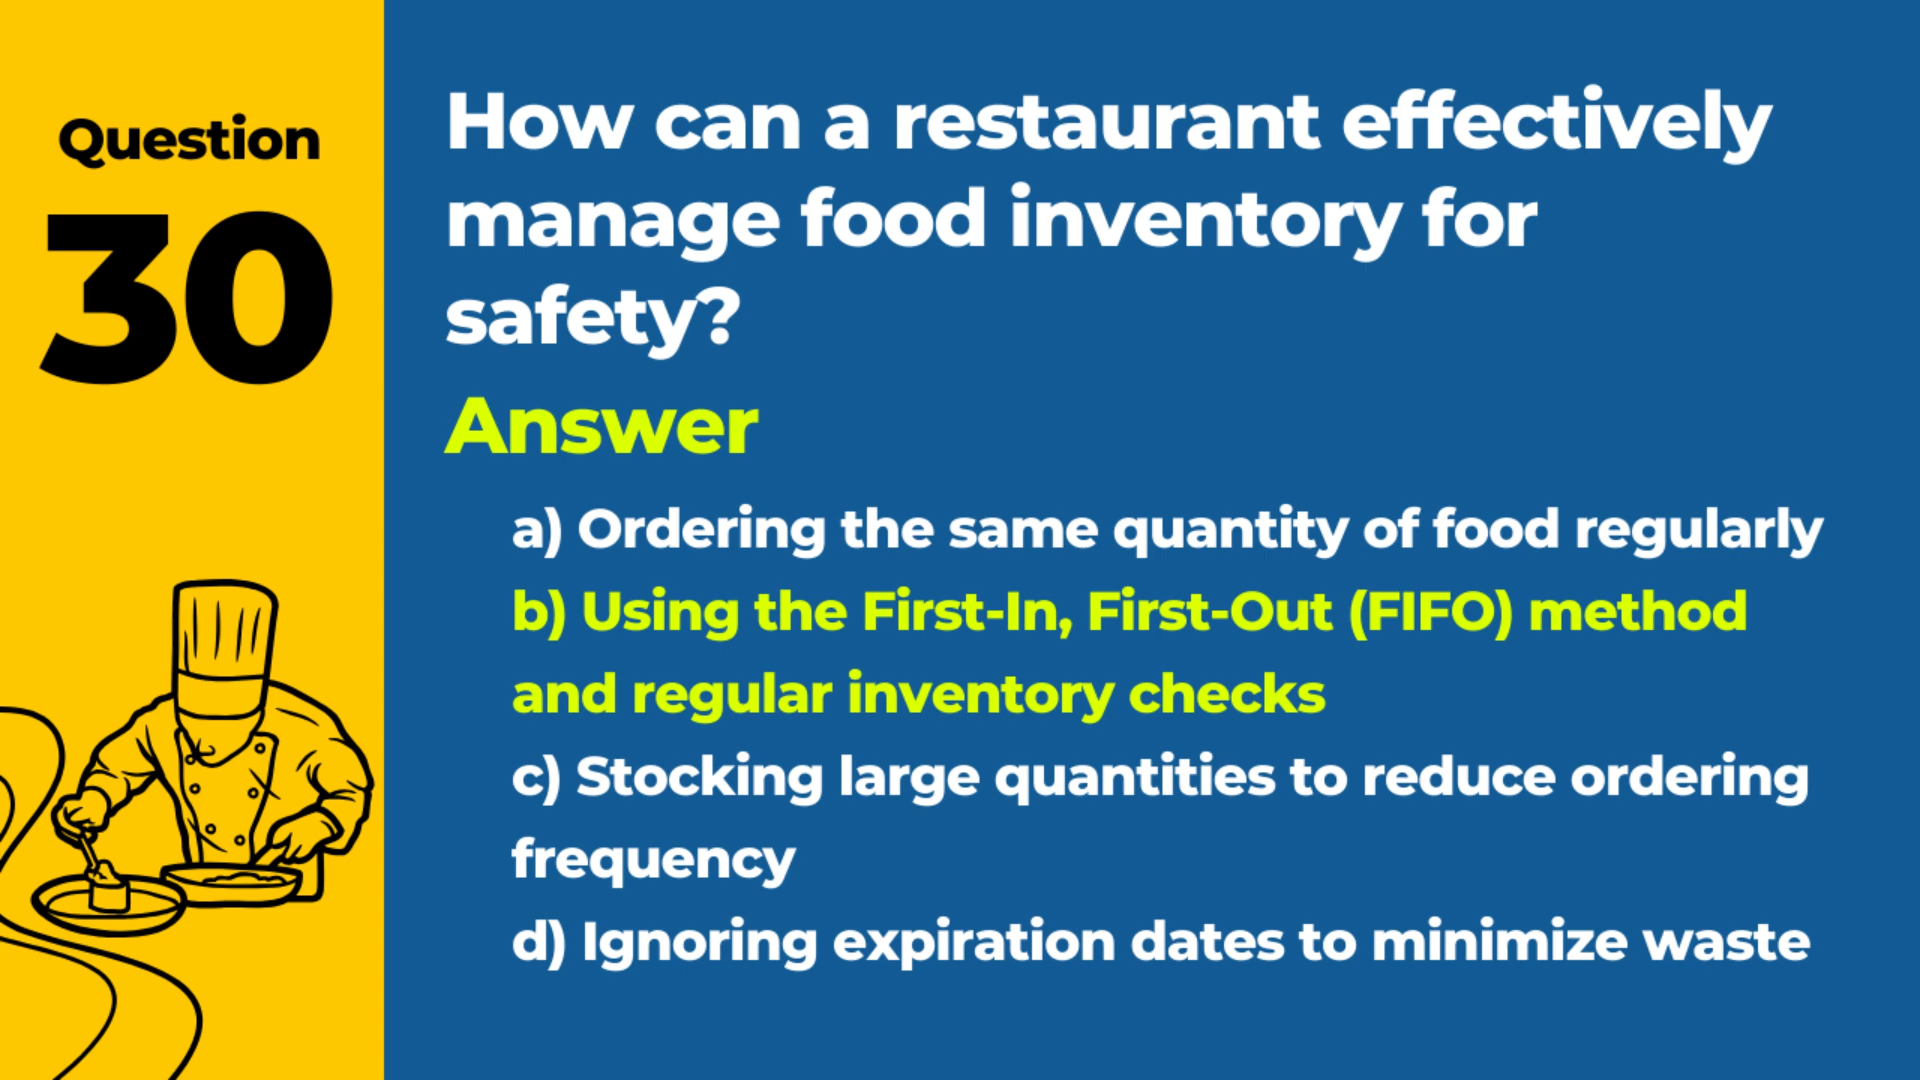 Question
30
How can a restaurant effectively
manage food inventory for
safety?
Answer
a) Ordering the same quantity of food regularly
b) Using the First-In, First-Out (FIFO) method
and regular inventory checks
c) Stocking large quantities to reduce ordering
frequency
d) Ignoring expiration dates to minimize waste